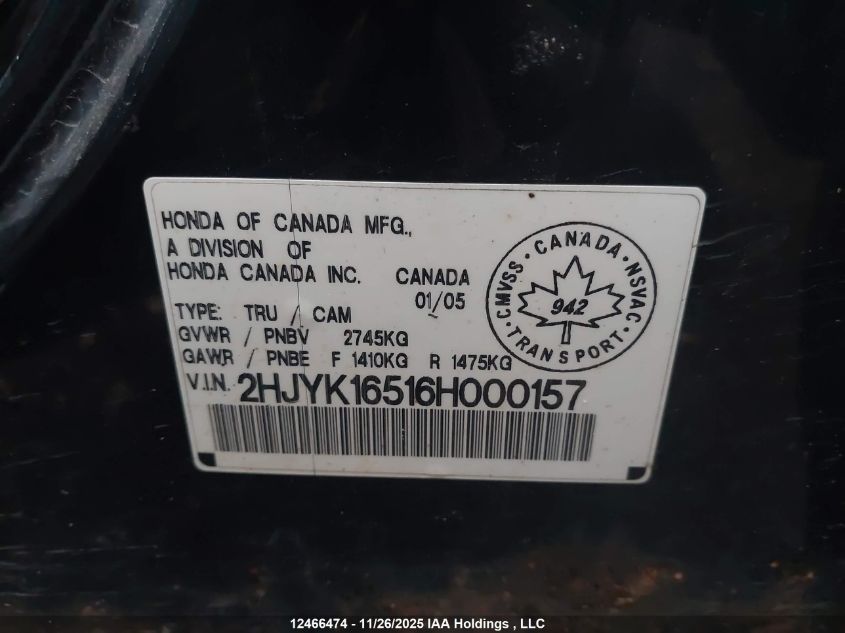 HONDA OF CANADA MFG.,
A DIVISION OF
HONDA CANADA INC. CANADA
01/05
TYPE: TRU / CAM
GVWR / PNBV 2745KG
GAWR / PNBE F 1410KG R 1475KG
V.I.N. 2HJYK16516H000157
CMVSS · CANADA · NSVAC
942
· TRANSPORT ·
12466474 - 11/26/2025 IAA Holdings , LLC